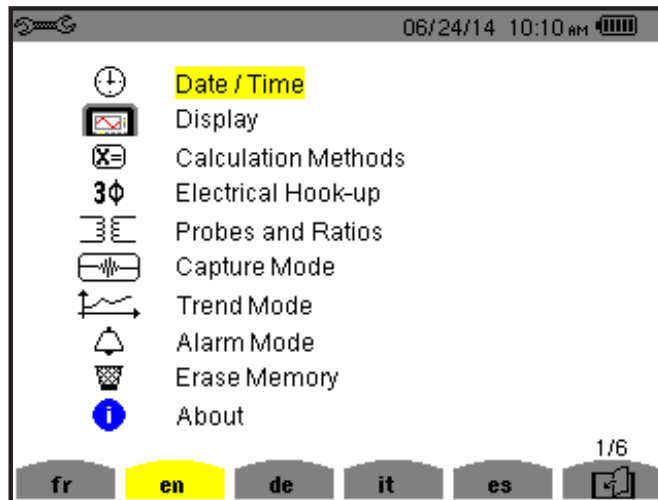 06/24/14 10:10 AM
Date / Time
Display
X= Calculation Methods
3Φ Electrical Hook-up
Probes and Ratios
Capture Mode
Trend Mode
Alarm Mode
Erase Memory
i About
1/6
fr en de it es